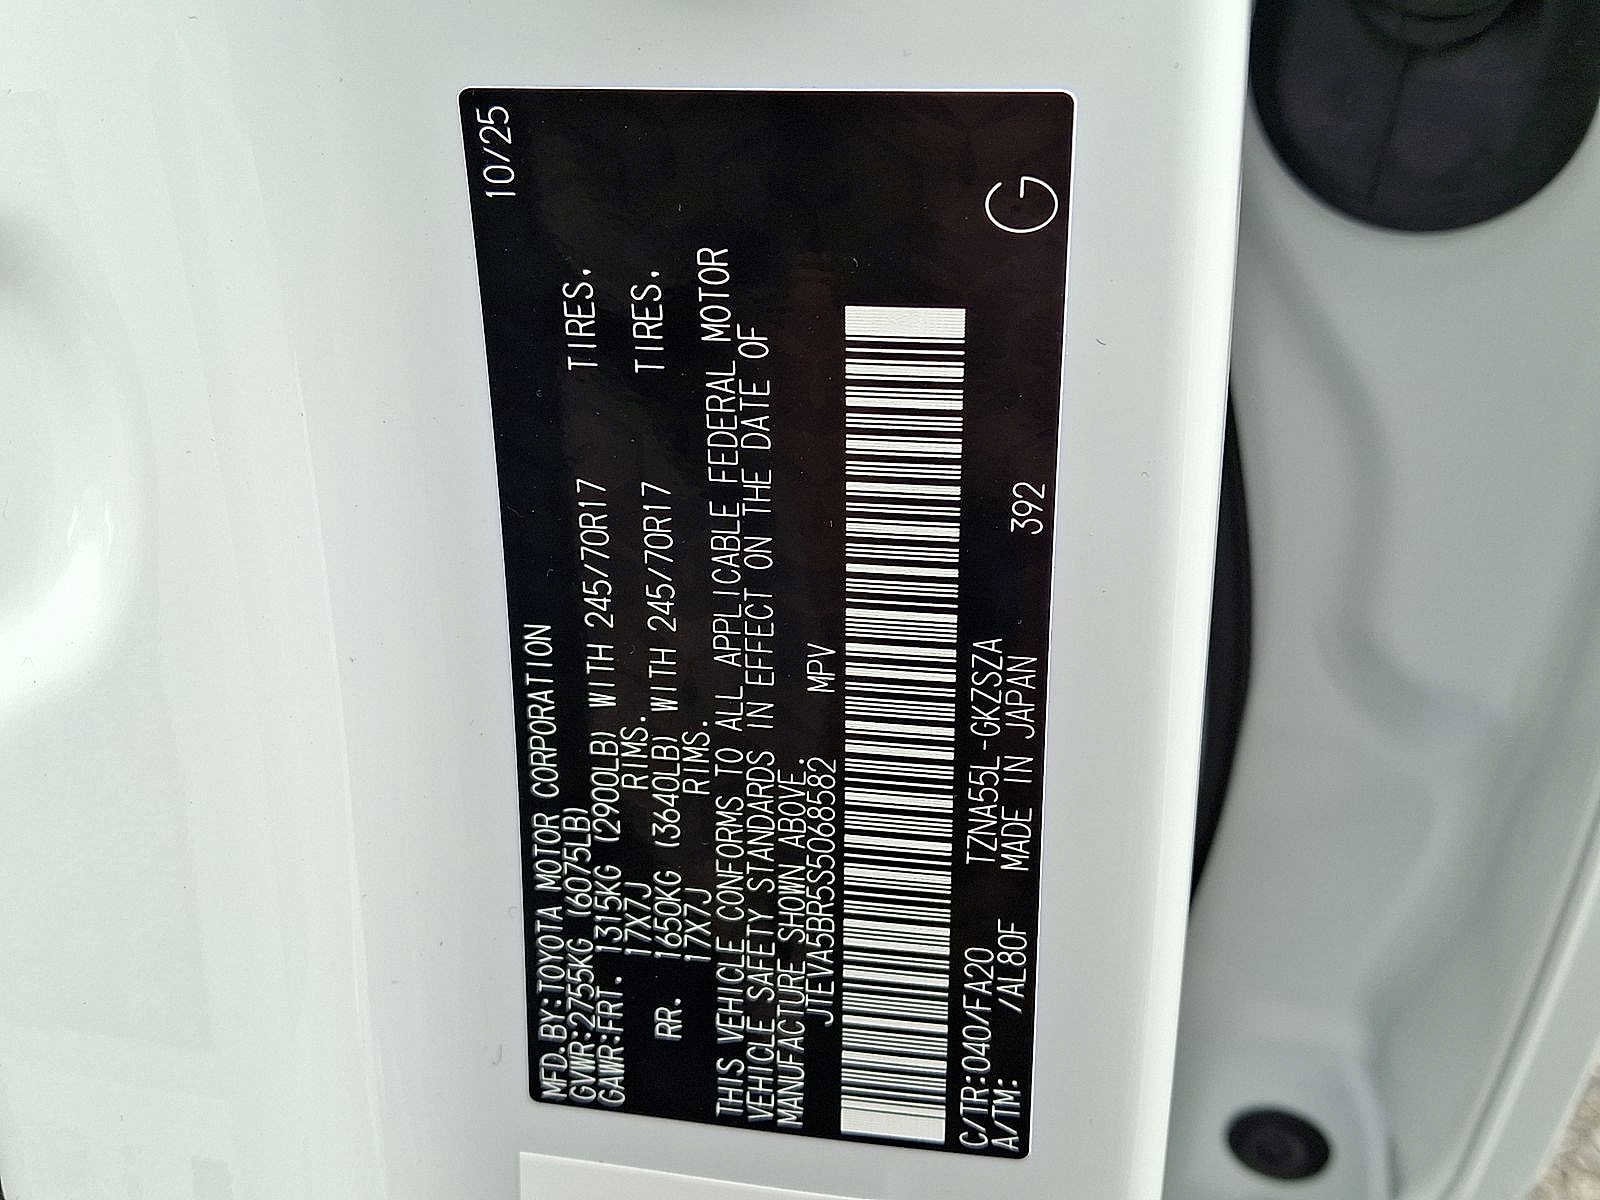 10/25
MFD.BY:TOYOTA MOTOR CORPORATION
GVWR:2755KG (6075LB)
GAWR:FRT. 1315KG (2900LB) WITH 245/70R17 TIRES,
17X7J RIMS.
RR. 1650KG (3640LB) WITH 245/70R17 TIRES,
17X7J RIMS.
THIS VEHICLE CONFORMS TO ALL APPLICABLE FEDERAL MOTOR
VEHICLE SAFETY STANDARDS IN EFFECT ON THE DATE OF
MANUFACTURE SHOWN ABOVE.
JTEVA5BR5S5068582 MPV
C/TR:040/FA20 TZNA55L-GKZSZA
A/TM: /AL80F MADE IN JAPAN 392 G